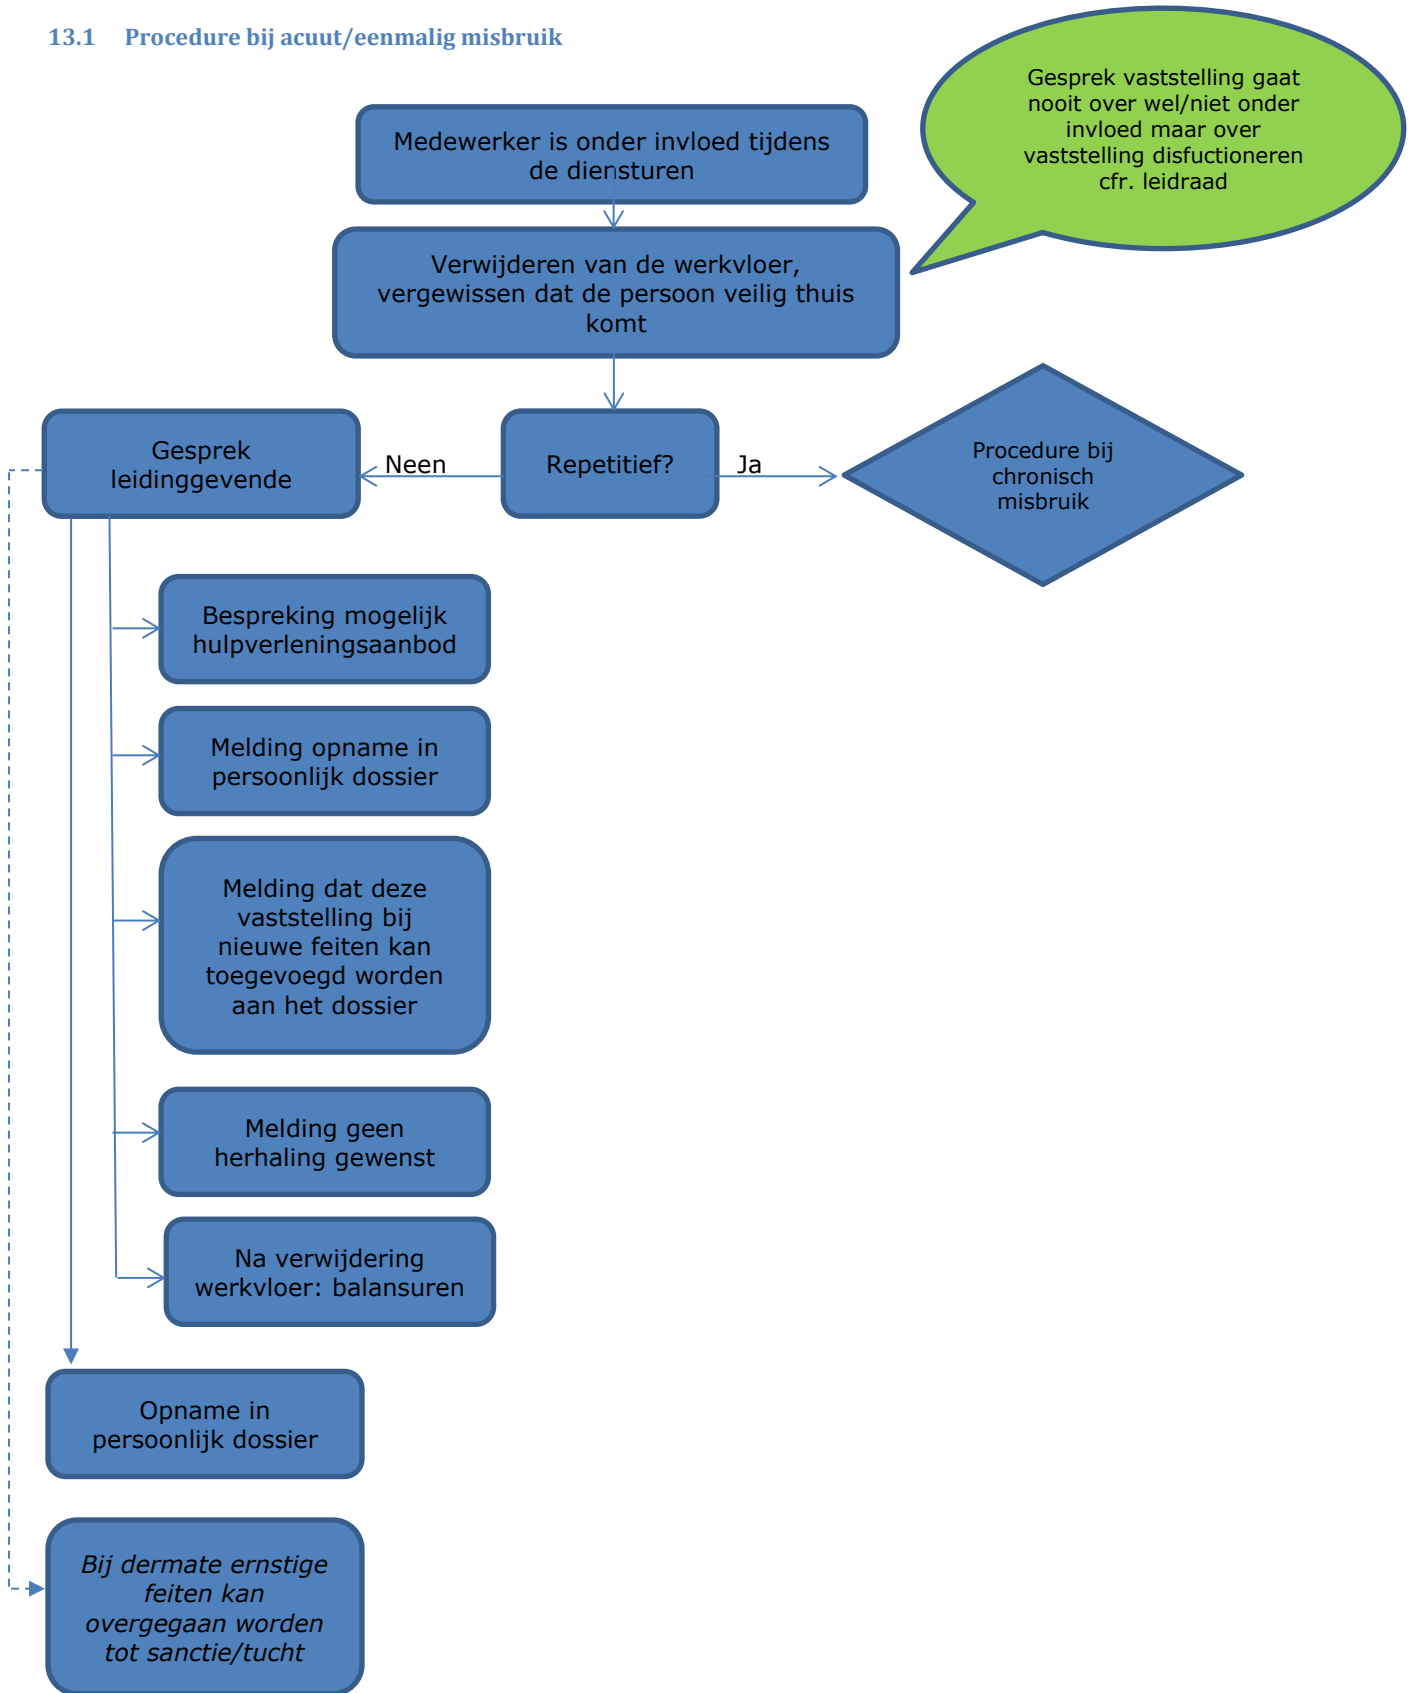 13.1 Procedure bij acuut/eenmalig misbruik
Gesprek vaststelling gaat
nooit over wel/niet onder
invloed maar over
vaststelling disfuctioneren
cfr. leidraad
Medewerker is onder invloed tijdens
de diensturen
Verwijderen van de werkvloer,
vergewissen dat de persoon veilig thuis
komt
Gesprek
leidinggevende
Neen
Repetitief?
Ja
Procedure bij
chronisch
misbruik
Bespreking mogelijk
hulpverleningsaanbod
Melding opname in
persoonlijk dossier
Melding dat deze
vaststelling bij
nieuwe feiten kan
toegevoegd worden
aan het dossier
Melding geen
herhaling gewenst
Na verwijdering
werkvloer: balansuren
Opname in
persoonlijk dossier
Bij dermate ernstige
feiten kan
overgegaan worden
tot sanctie/tucht